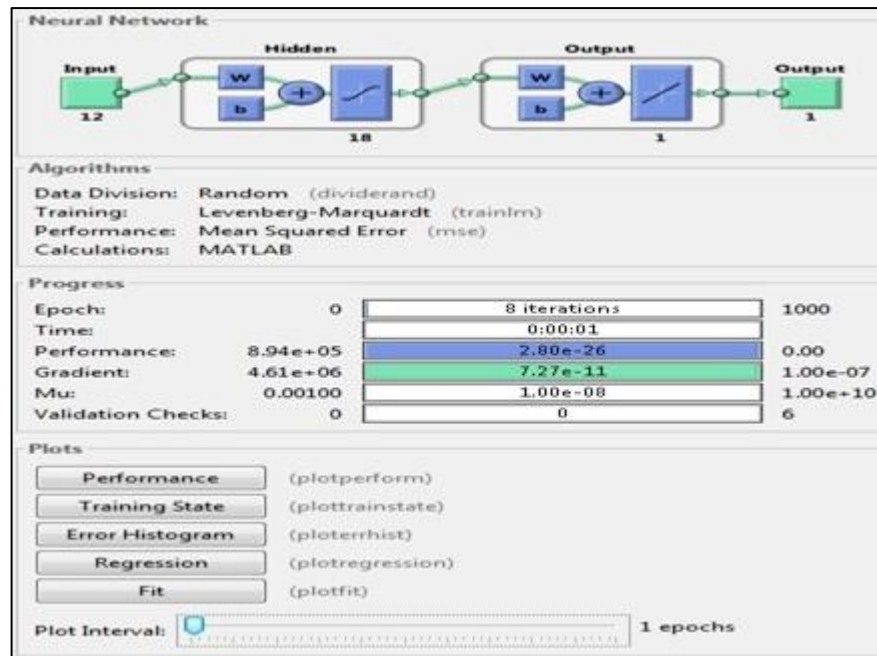 Neural Network
Hidden Output
Input Output
W W
b b
12 18 1 1
Algorithms
Data Division: Random (dividerand)
Training: Levenberg-Marquardt (trainlm)
Performance: Mean Squared Error (mse)
Calculations: MATLAB
Progress
Epoch: 0 8 iterations 1000
Time: 0:00:01
Performance: 8.94e+05 2.80e-26 0.00
Gradient: 4.61e+06 7.27e-11 1.00e-07
Mu: 0.00100 1.00e-08 1.00e+10
Validation Checks: 0 0 6
Plots
Performance (plotperform)
Training State (plottrainstate)
Error Histogram (ploterrhist)
Regression (plotregression)
Fit (plotfit)
Plot Interval: 1 epochs